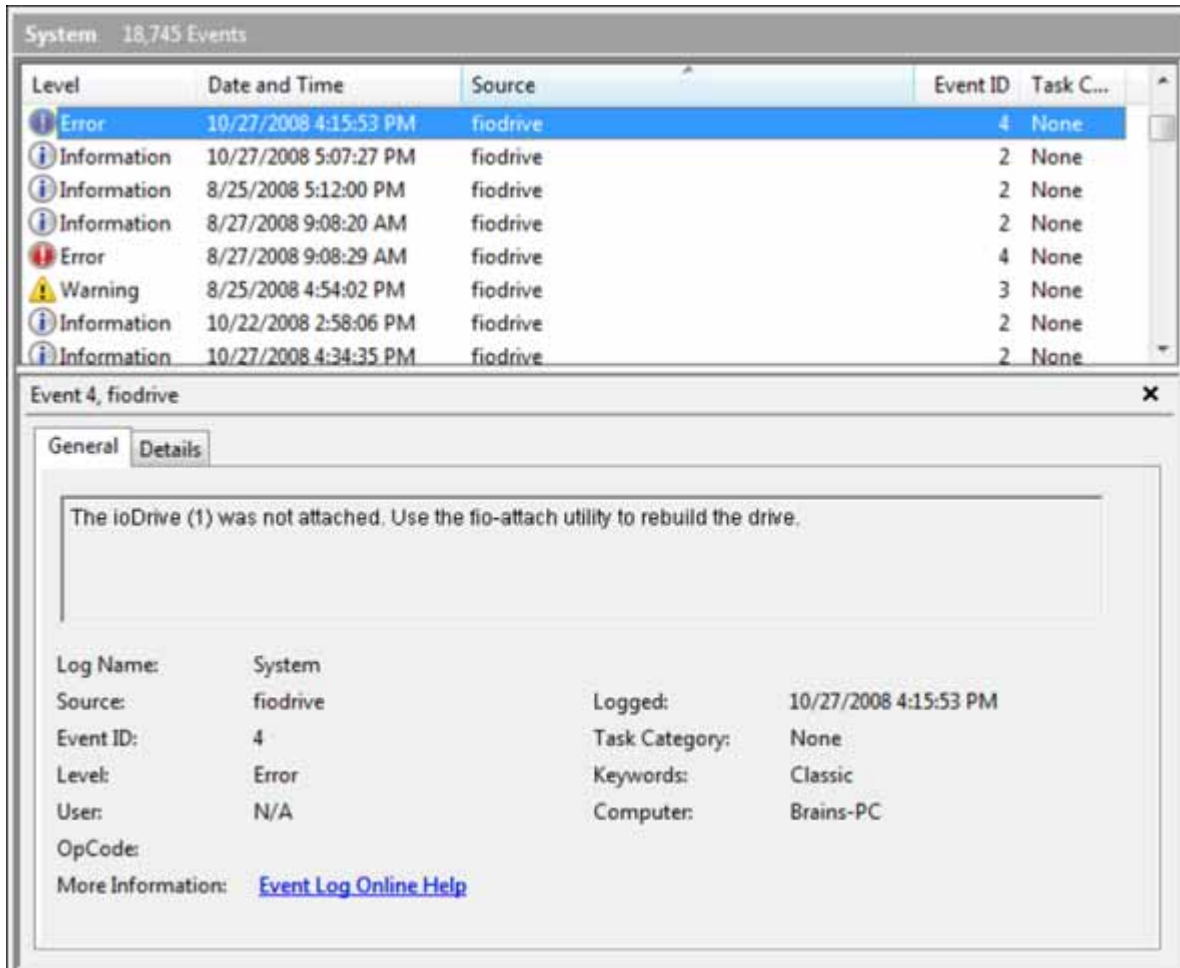 System 18,745 Events
Level Date and Time Source Event ID Task C...
Error 10/27/2008 4:15:53 PM fiodrive 4 None
Information 10/27/2008 5:07:27 PM fiodrive 2 None
Information 8/25/2008 5:12:00 PM fiodrive 2 None
Information 8/27/2008 9:08:20 AM fiodrive 2 None
Error 8/27/2008 9:08:29 AM fiodrive 4 None
Warning 8/25/2008 4:54:02 PM fiodrive 3 None
Information 10/22/2008 2:58:06 PM fiodrive 2 None
Information 10/27/2008 4:34:35 PM fiodrive 2 None
Event 4, fiodrive
General Details
The ioDrive (1) was not attached. Use the fio-attach utility to rebuild the drive.
Log Name: System
Source: fiodrive Logged: 10/27/2008 4:15:53 PM
Event ID: 4 Task Category: None
Level: Error Keywords: Classic
User: N/A Computer: Brains-PC
OpCode:
More Information: Event Log Online Help